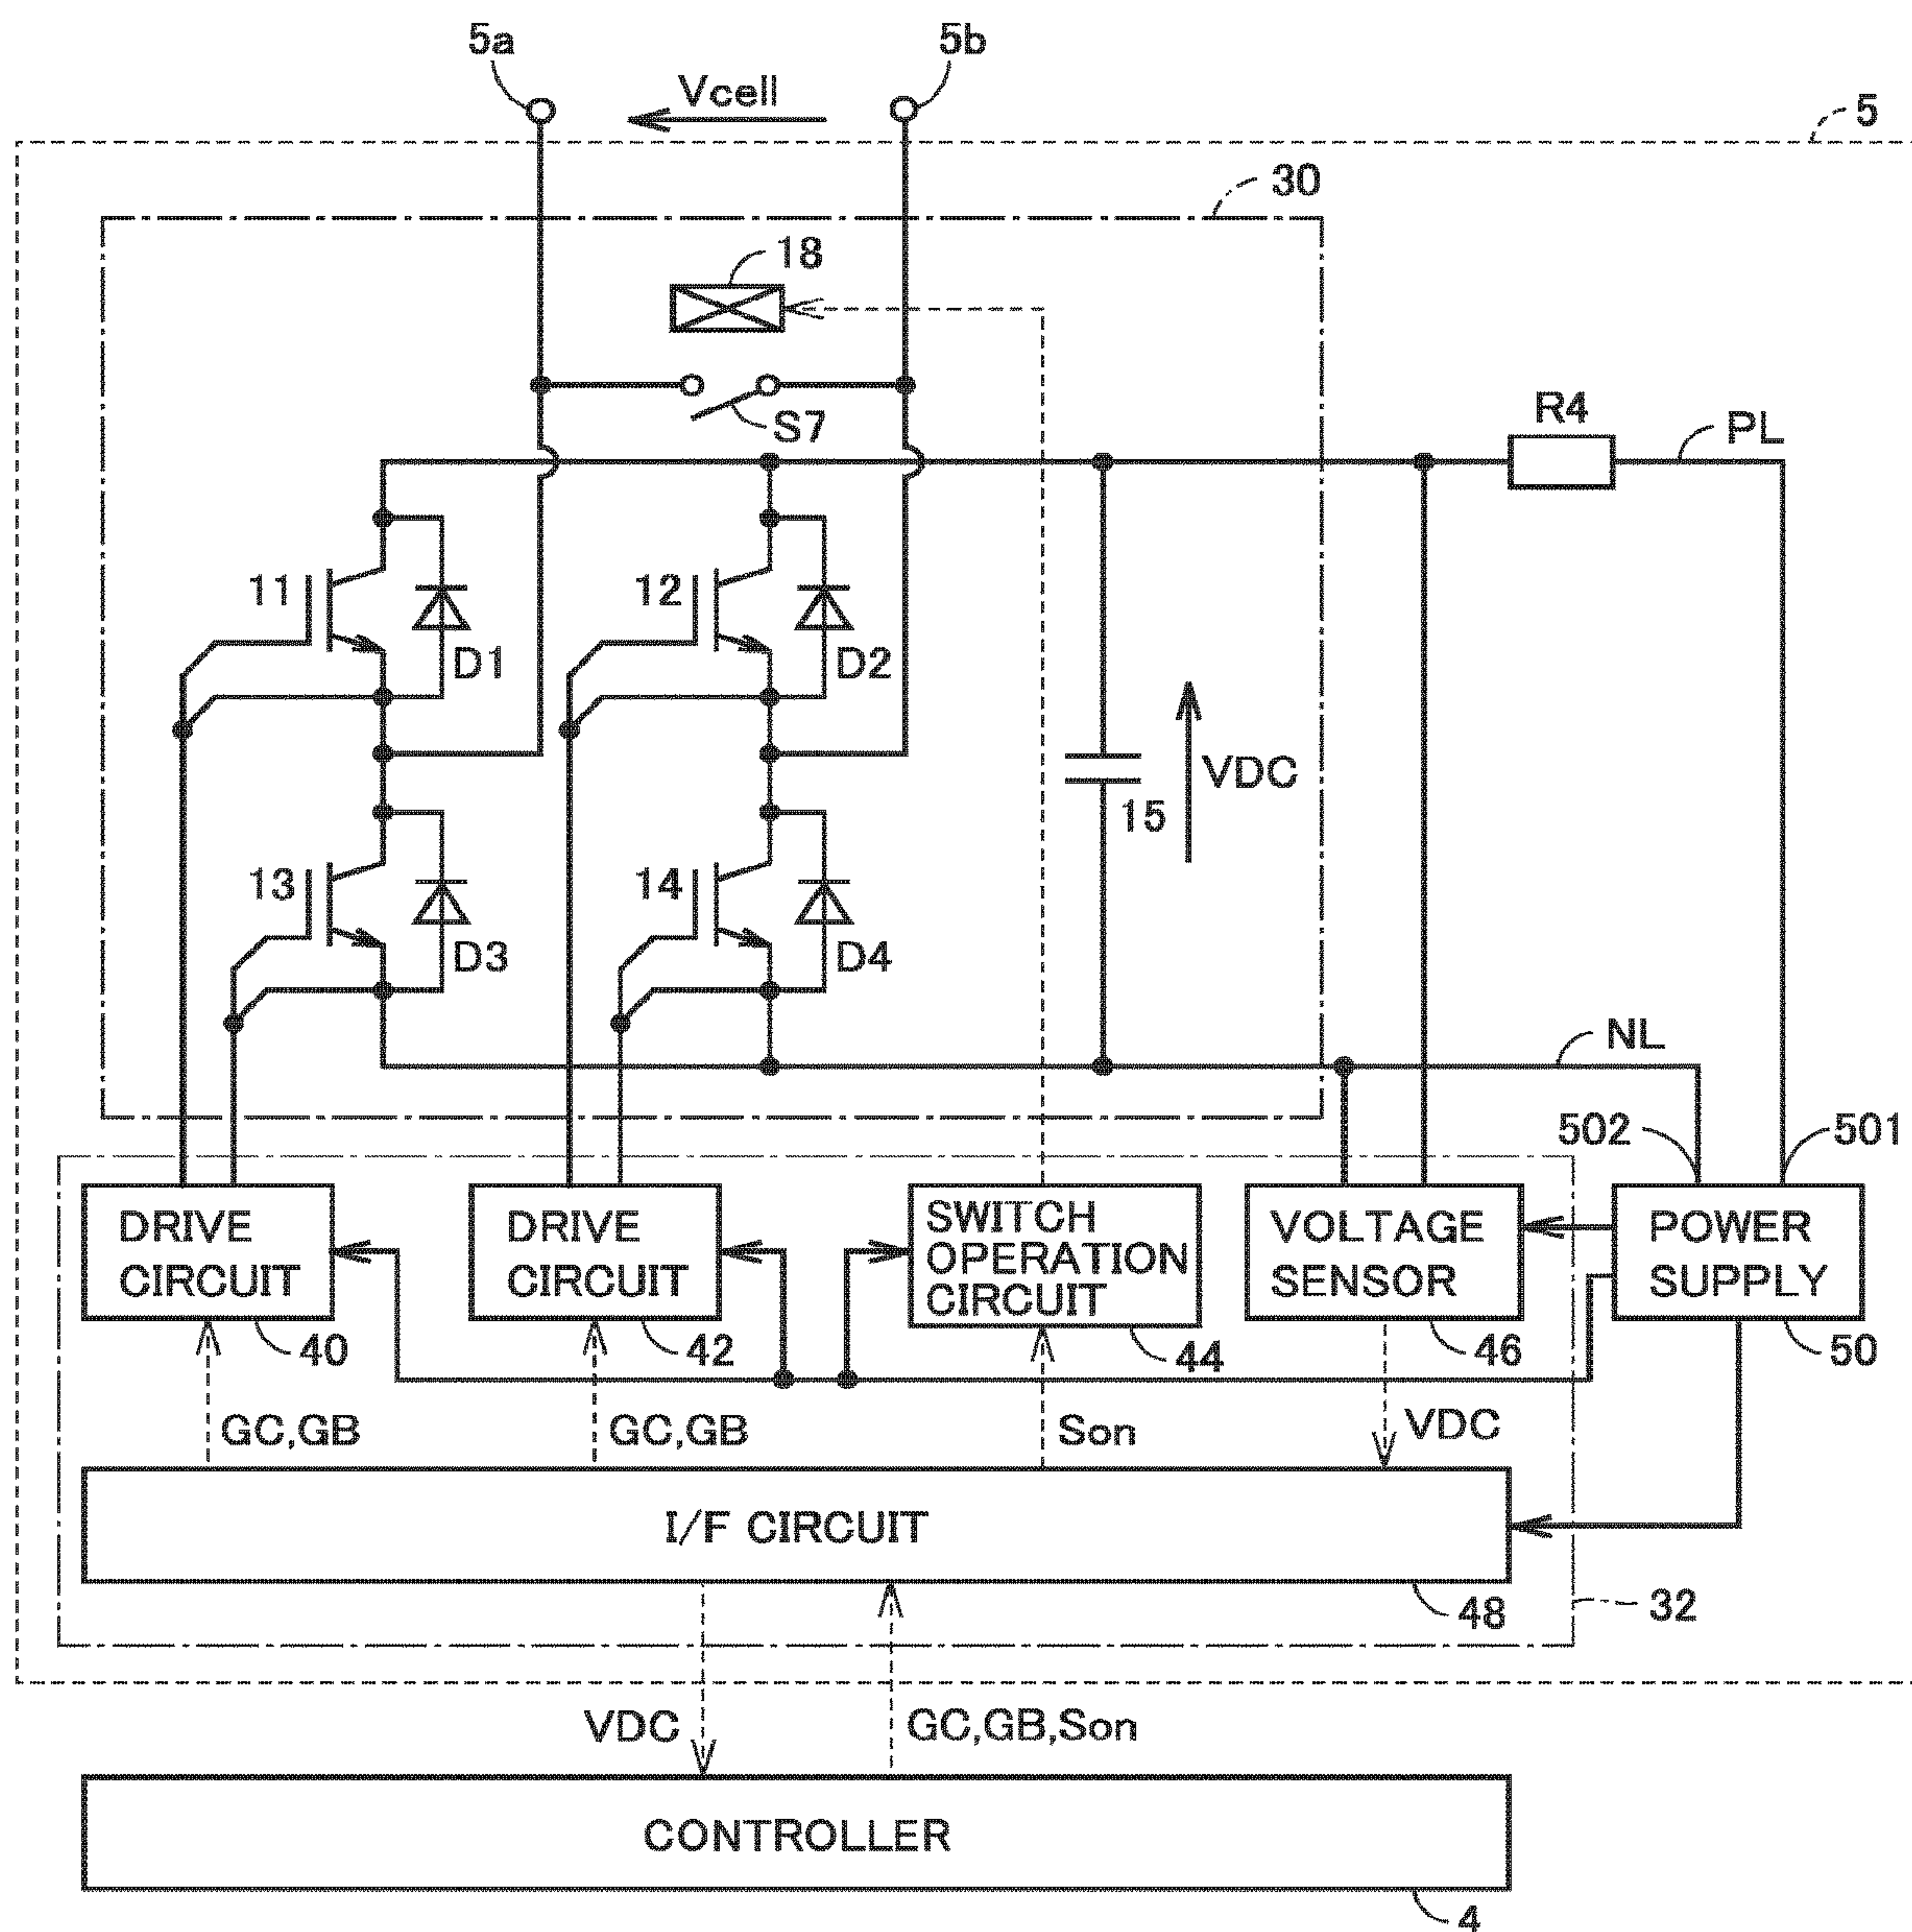 5a
5b
Vcell
5
30
18
S7
R4
PL
11
D1
12
D2
VDC
15
13
D3
14
D4
NL
502
501
DRIVE
CIRCUIT
DRIVE
CIRCUIT
SWITCH
OPERATION
CIRCUIT
VOLTAGE
SENSOR
POWER
SUPPLY
40
42
44
46
50
GC,GB
GC,GB
Son
VDC
I/F CIRCUIT
48
32
VDC
GC,GB,Son
CONTROLLER
4